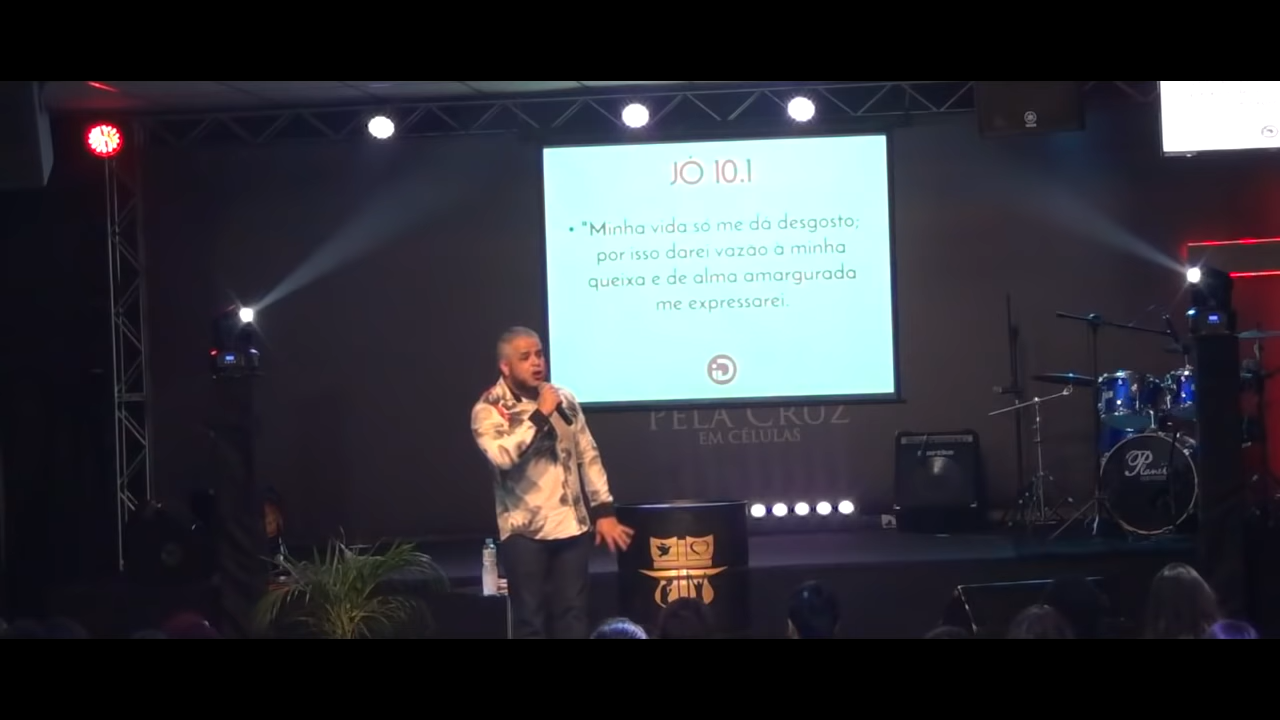 JÓ 10.1
• "Minha vida só me dá desgosto;
por isso darei vazão à minha
queixa e de alma amargurada
me expressarei.
iD
PELA CRUZ
EM CÉLULAS